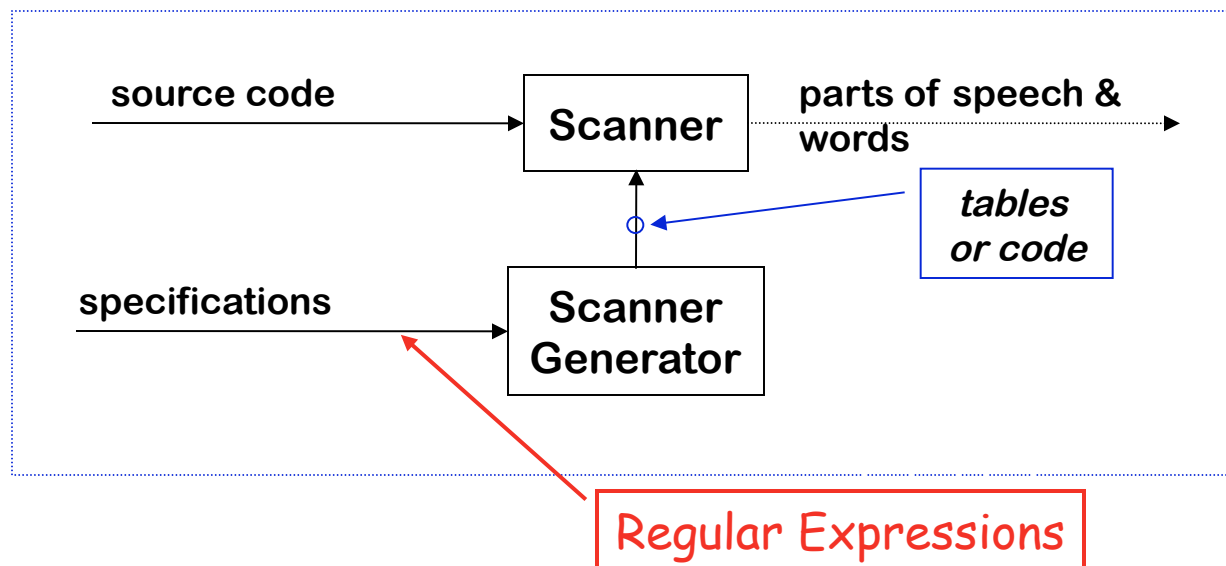 source code
Scanner
parts of speech &
words
tables
or code
specifications
Scanner
Generator
Regular Expressions